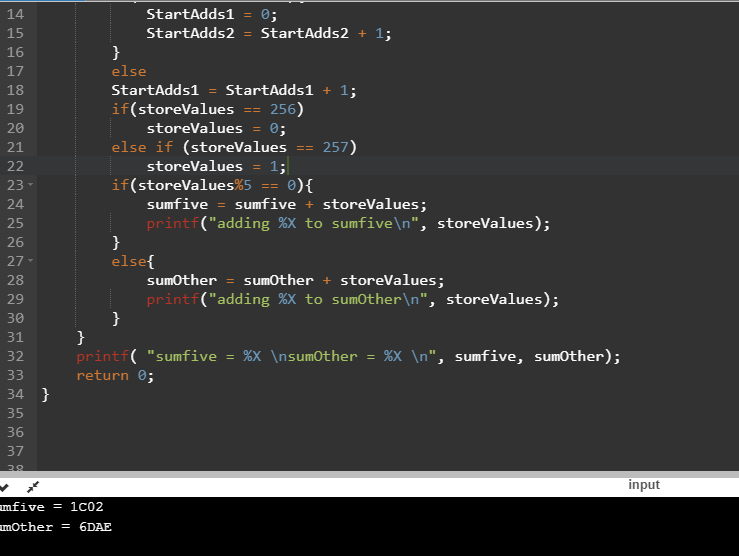 14 StartAdds1 = 0;
15 StartAdds2 = StartAdds2 + 1;
16 }
17 else
18 StartAdds1 = StartAdds1 + 1;
19 if(storeValues == 256)
20 storeValues = 0;
21 else if (storeValues == 257)
22 storeValues = 1;
23 if(storeValues%5 == 0){
24 sumfive = sumfive + storeValues;
25 printf("adding %X to sumfive\n", storeValues);
26 }
27 else{
28 sumOther = sumOther + storeValues;
29 printf("adding %X to sumOther\n", storeValues);
30 }
31 }
32 printf( "sumfive = %X \nsumOther = %X \n", sumfive, sumOther);
33 return 0;
34 }
35
36
37
38
input
umfive = 1C02
umOther = 6DAE